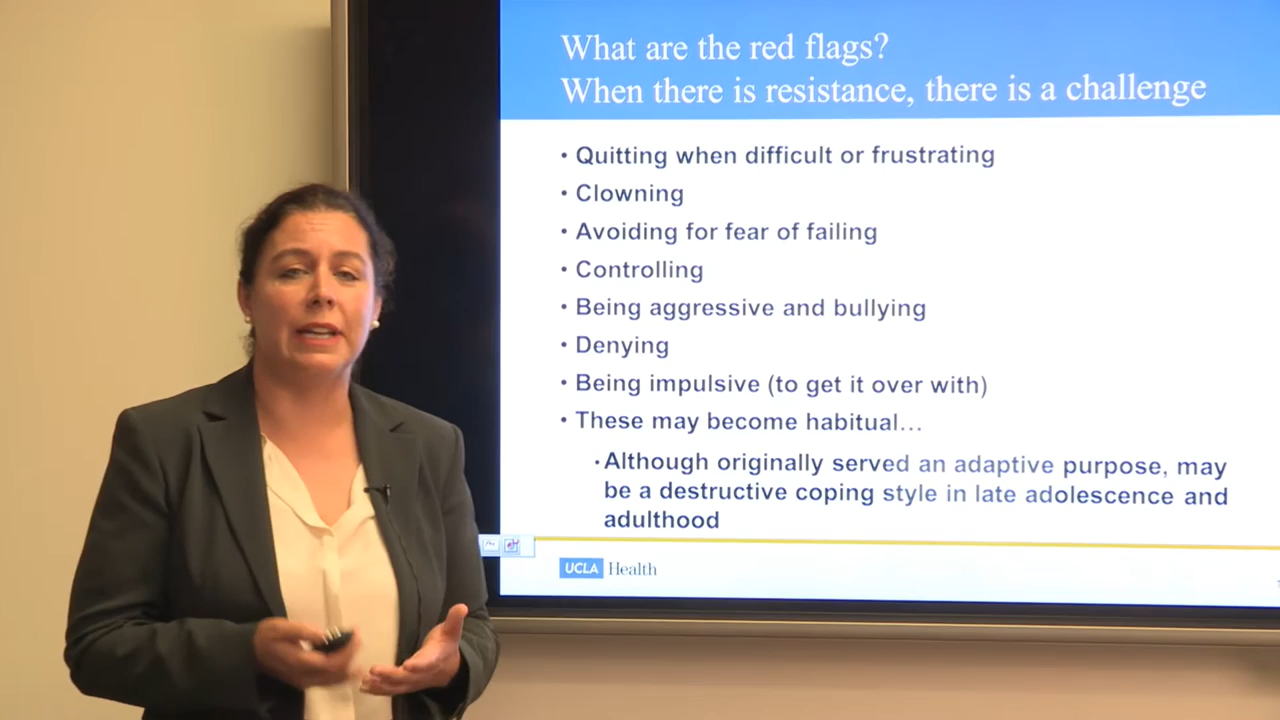 What are the red flags?
When there is resistance, there is a challenge
• Quitting when difficult or frustrating
• Clowning
• Avoiding for fear of failing
• Controlling
• Being aggressive and bullying
• Denying
• Being impulsive (to get it over with)
• These may become habitual…
• Although originally served an adaptive purpose, may
be a destructive coping style in late adolescence and
adulthood
UCLA Health